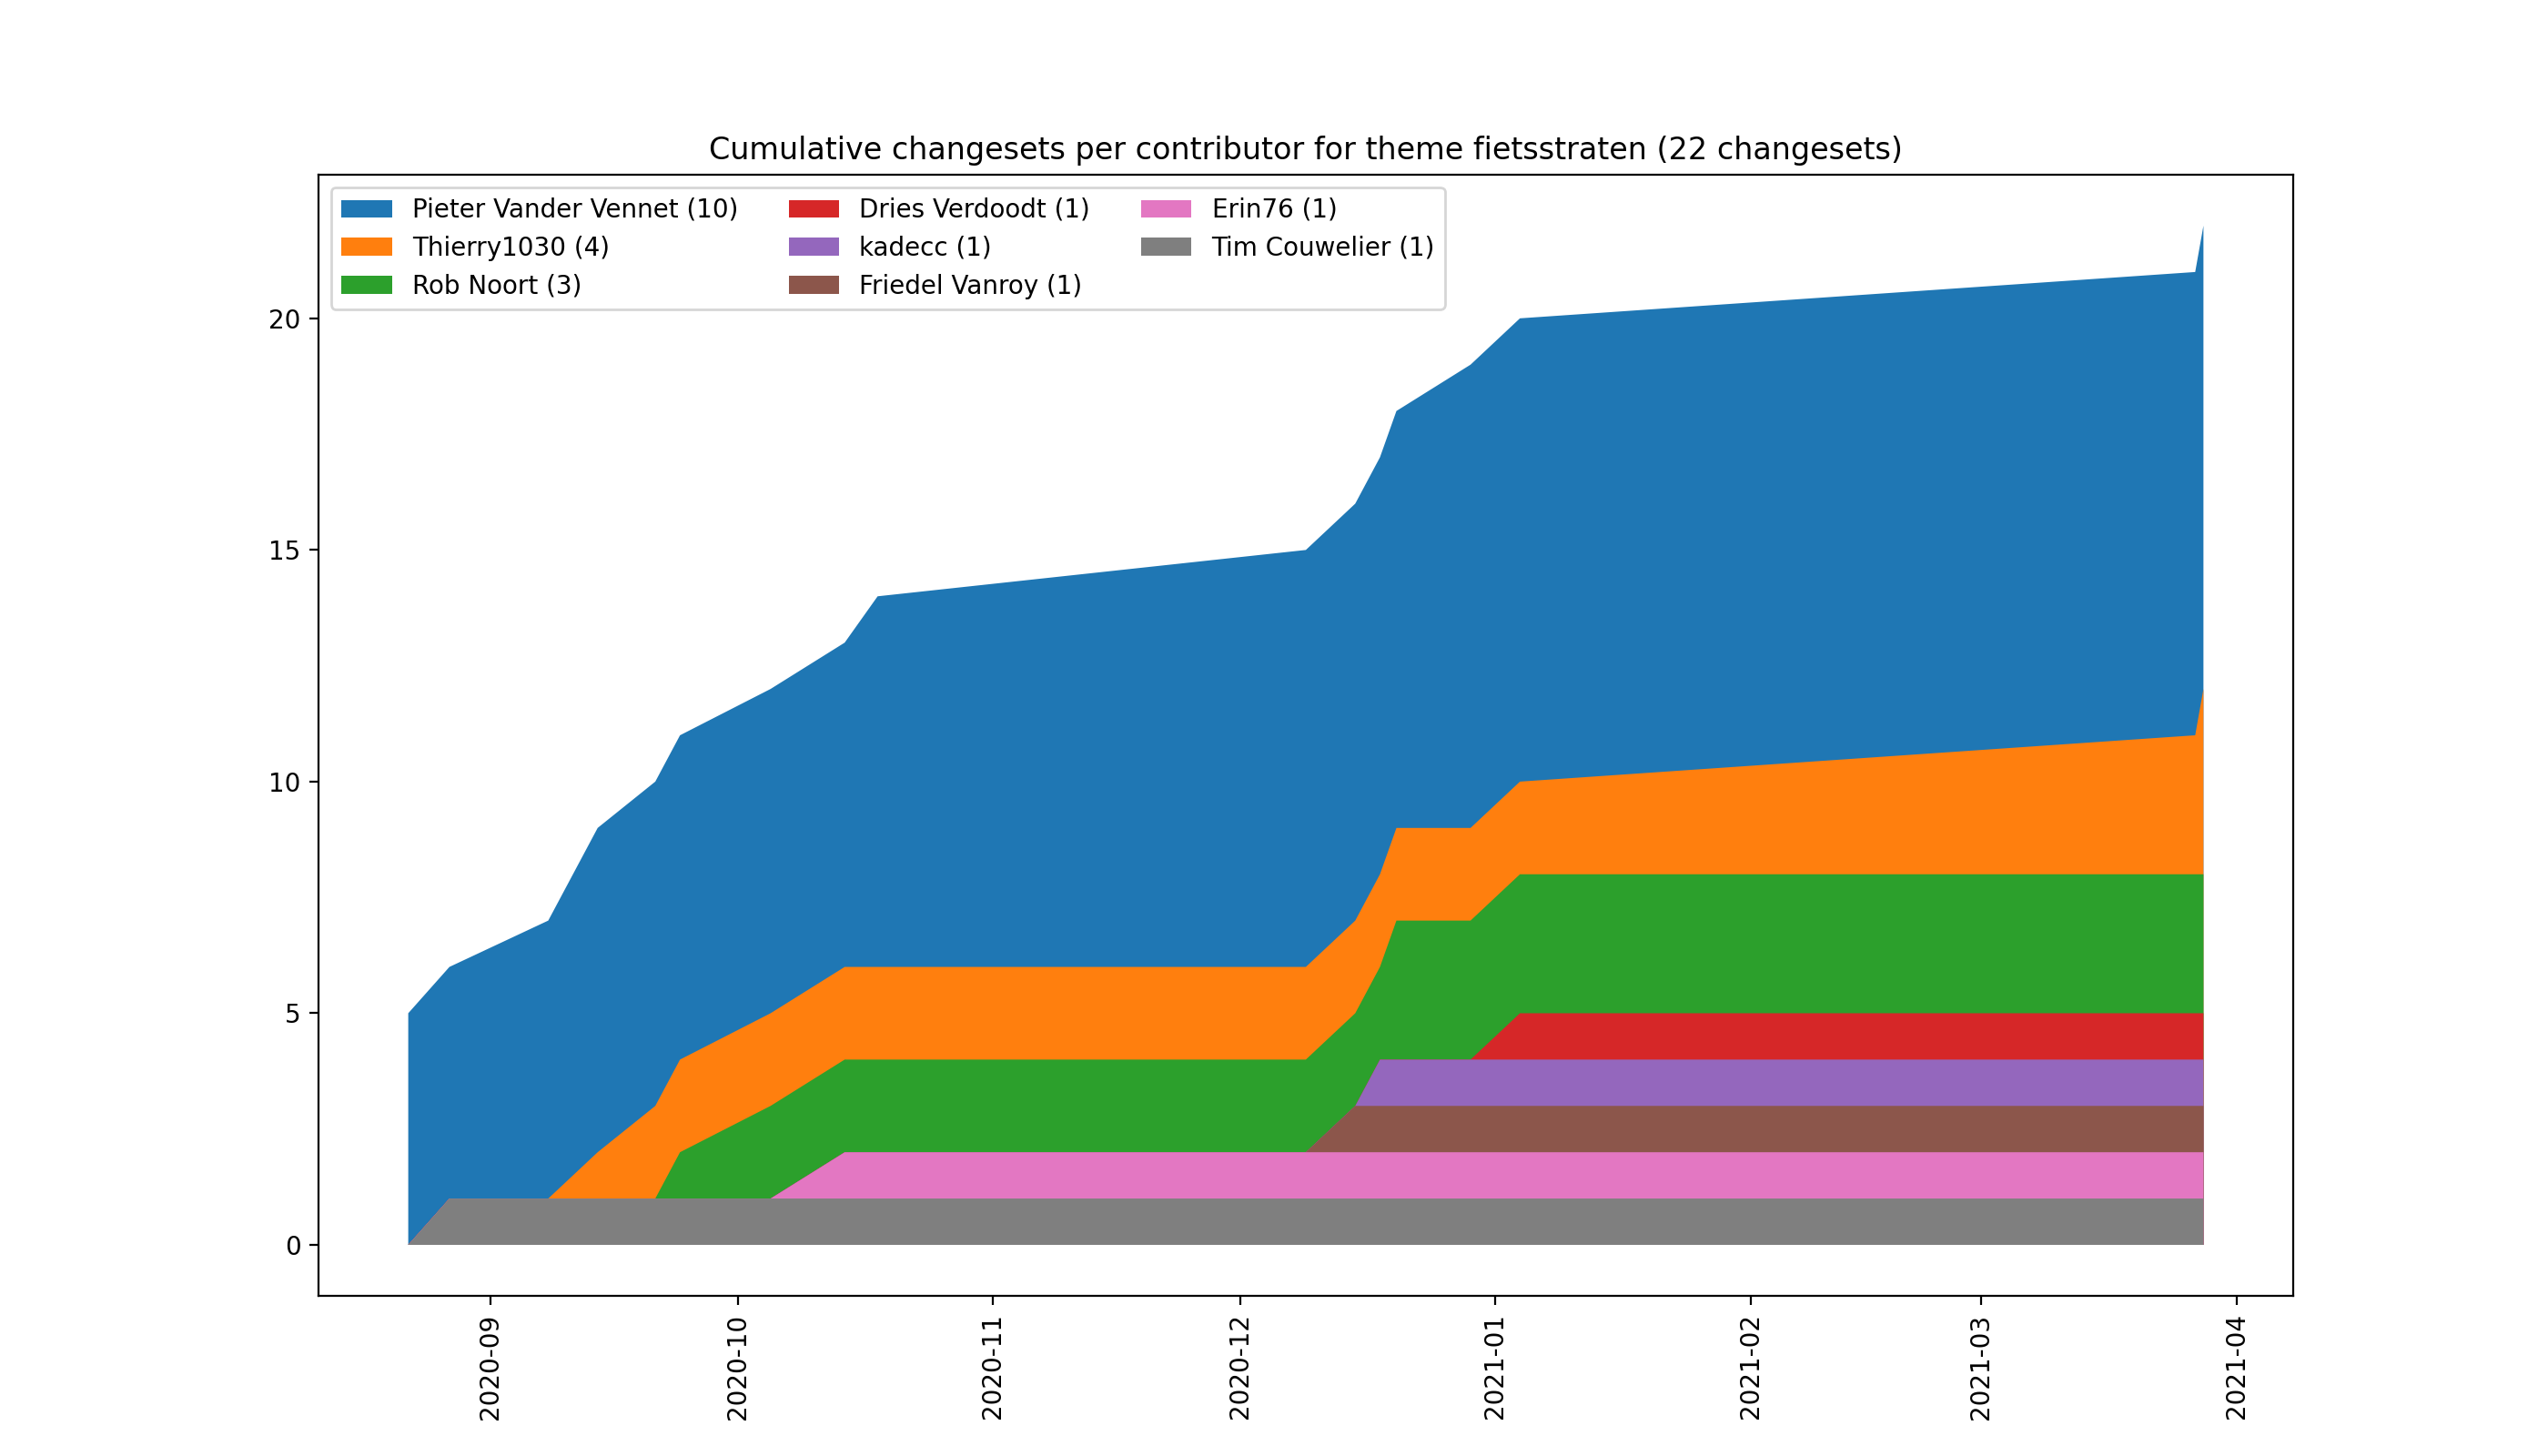 Cumulative changesets per contributor for theme fietsstraten (22 changesets)
Pieter Vander Vennet (10)
Thierry1030 (4)
Rob Noort (3)
Dries Verdoodt (1)
kadecc (1)
Friedel Vanroy (1)
Erin76 (1)
Tim Couwelier (1)
20
15
10
5
0
2020-09
2020-10
2020-11
2020-12
2021-01
2021-02
2021-03
2021-04